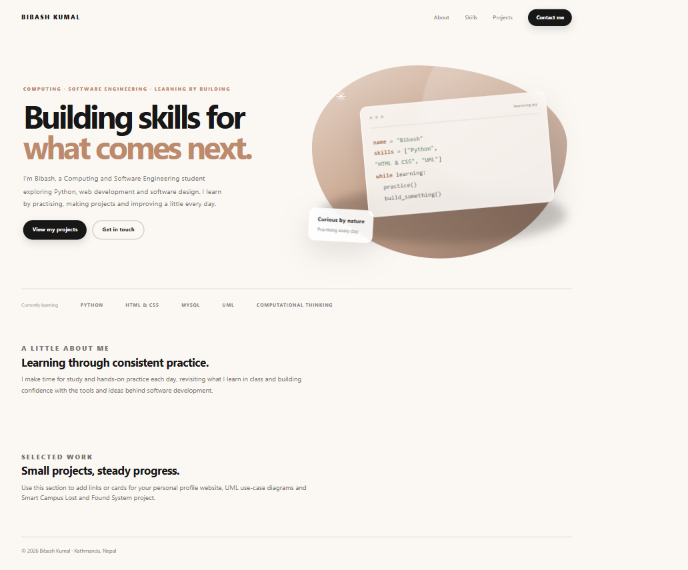 BIBASH KUMAL
About Skills Projects Contact me
COMPUTING · SOFTWARE ENGINEERING · LEARNING BY BUILDING
Building skills for
what comes next.
I'm Bibash, a Computing and Software Engineering student
exploring Python, web development and software design. I learn
by practising, making projects and improving a little every day.
View my projects Get in touch
learning.py
name = "Bibash"
skills = ["Python",
"HTML & CSS", "UML"]
while learning:
practice()
build_something()
Curious by nature
Practising every day
Currently learning PYTHON HTML & CSS MYSQL UML COMPUTATIONAL THINKING
A LITTLE ABOUT ME
Learning through consistent practice.
I make time for study and hands-on practice each day, revisiting what I learn in class and building
confidence with the tools and ideas behind software development.
SELECTED WORK
Small projects, steady progress.
Use this section to add links or cards for your personal profile website, UML use-case diagrams and
Smart Campus Lost and Found System project.
© 2026 Bibash Kumal · Kathmandu, Nepal